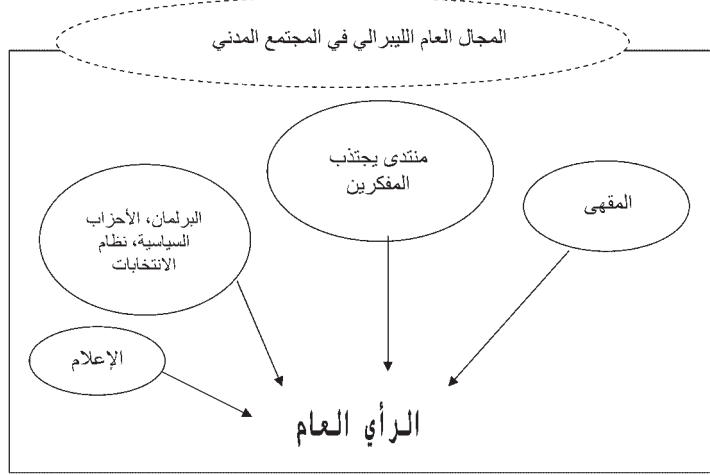 المجال العام الليبرالي في المجتمع المدني
منتدى يجتذب
المفكرين
المقهى
البرلمان، الأحزاب
السياسية، نظام
الانتخابات
الإعلام
الرأي العام